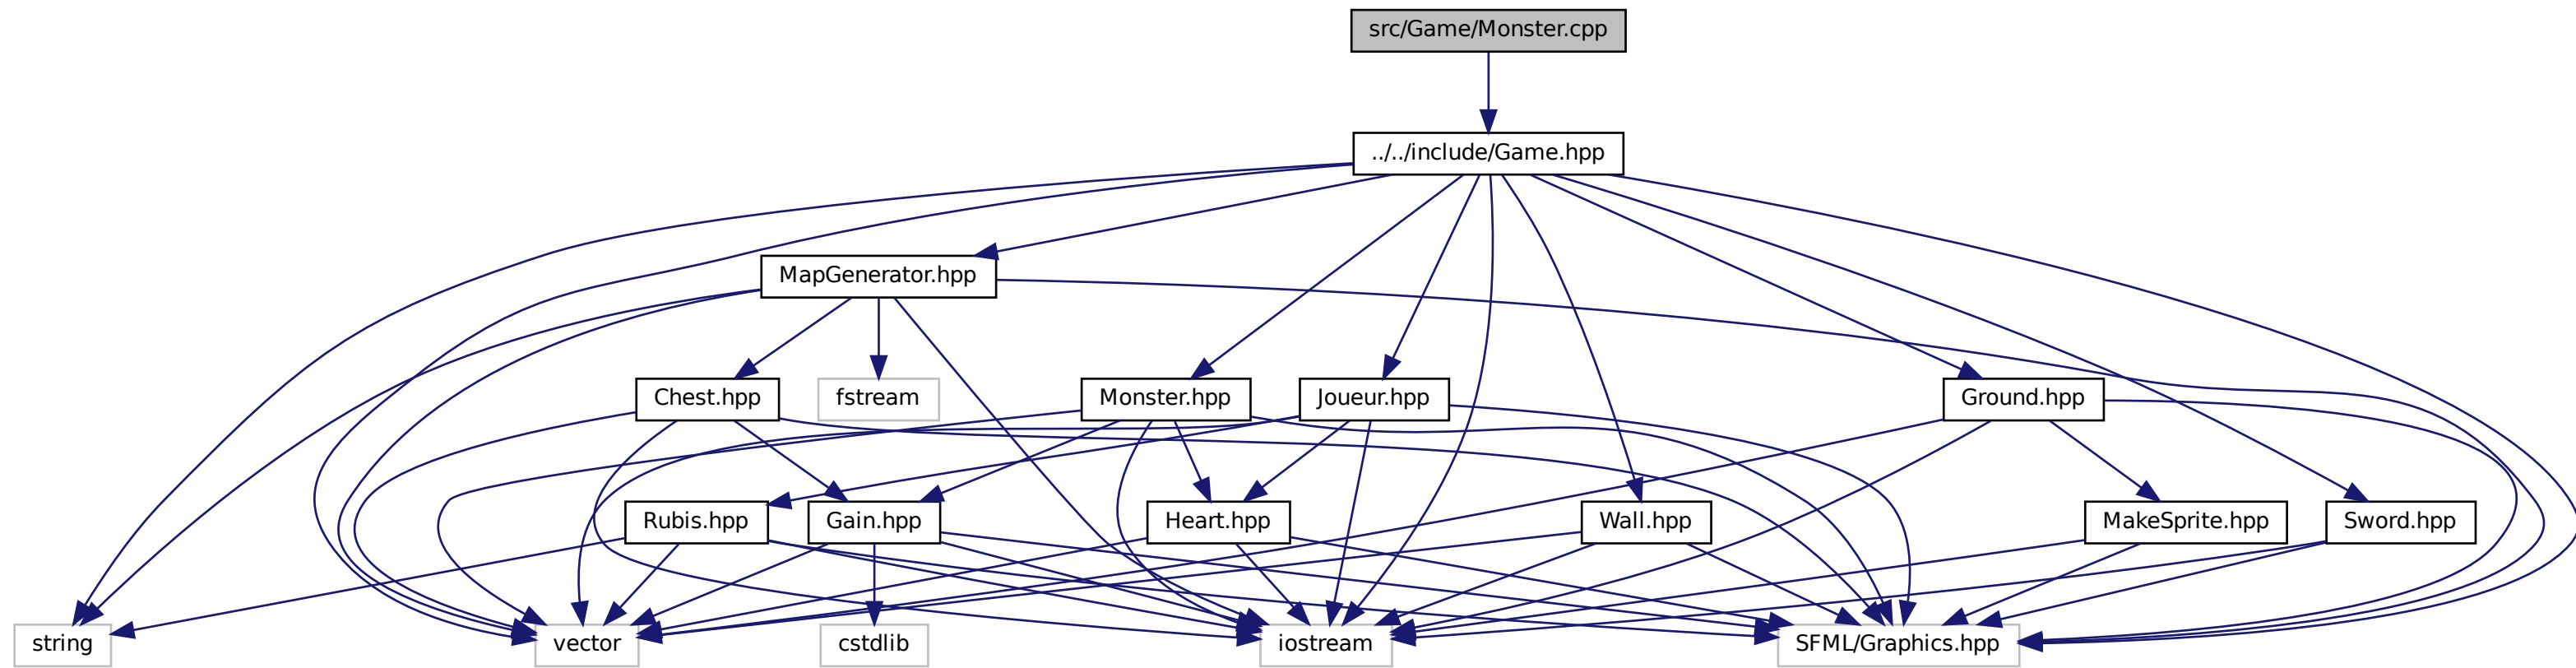 src/Game/Monster.cpp
../../include/Game.hpp
MapGenerator.hpp
Chest.hpp
fstream
Monster.hpp
Joueur.hpp
Ground.hpp
Rubis.hpp
Gain.hpp
Heart.hpp
Wall.hpp
MakeSprite.hpp
Sword.hpp
string
vector
cstdlib
iostream
SFML/Graphics.hpp